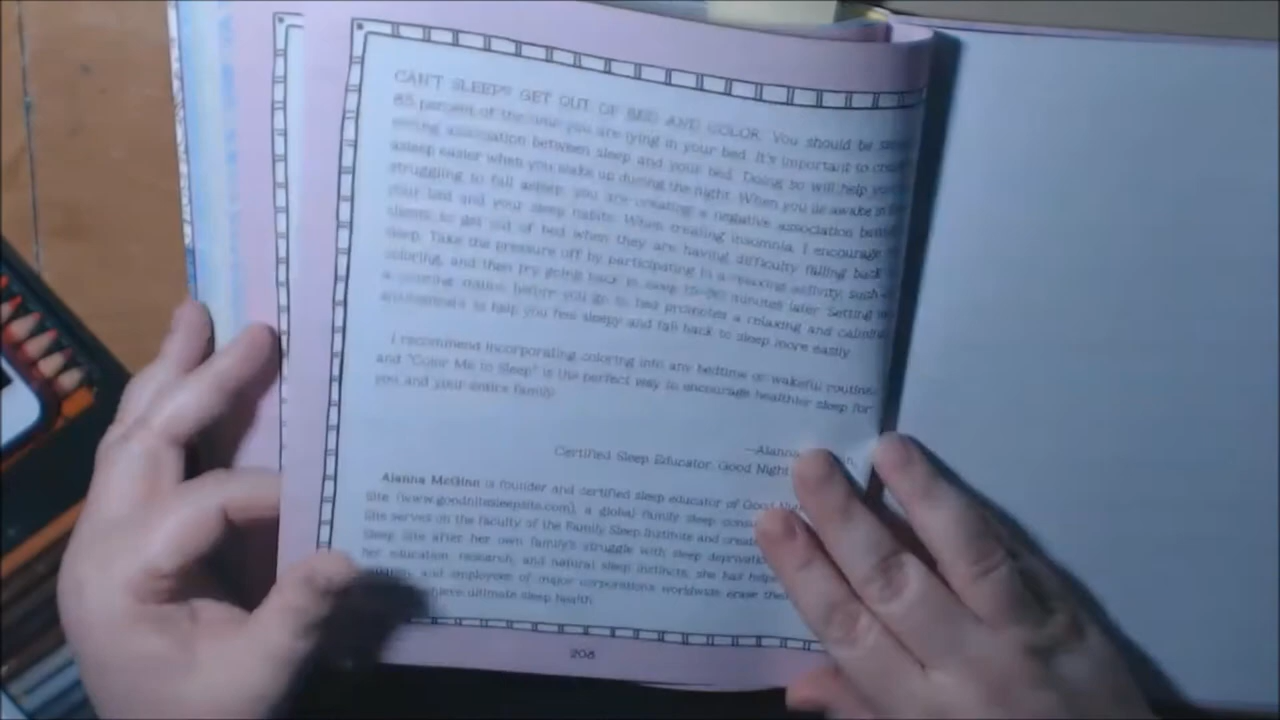 CAN'T SLEEP? GET OUT OF BED AND COLOR. You should be
85 percent of the time you are lying in your bed. It's important to
strong association between sleep and your bed. Doing so will help you
asleep easier when you wake up during the night. When you lie awake in
struggling to fall asleep, you are creating a negative association
your bed and your sleep habits. When treating insomnia, I encourage
clients to get out of bed when they are having difficulty falling back
sleep. Take the pressure off by participating in a relaxing activity, such
coloring, and then try going back to sleep minutes later. Setting
a coloring before you go to bed promotes a relaxing and calming
environment to help you feel sleepy and fall back to sleep more easily.
I recommend incorporating coloring into any bedtime or wakeful routine
and "Color Me to Sleep" is the perfect way to encourage healthier sleep for
you and your entire family.
—Alanna
Certified Sleep Educator, Good Night
Alanna McGinn is founder and certified sleep educator of Good
Site (www.goodnitesleepsite.com), a global family sleep
She serves on the faculty of the Family Sleep Institute and
Sleep Site after her own family's struggle with sleep
her education, research, and natural sleep instincts, she has
and employees of major corporations worldwide erase
achieve ultimate sleep health.
208